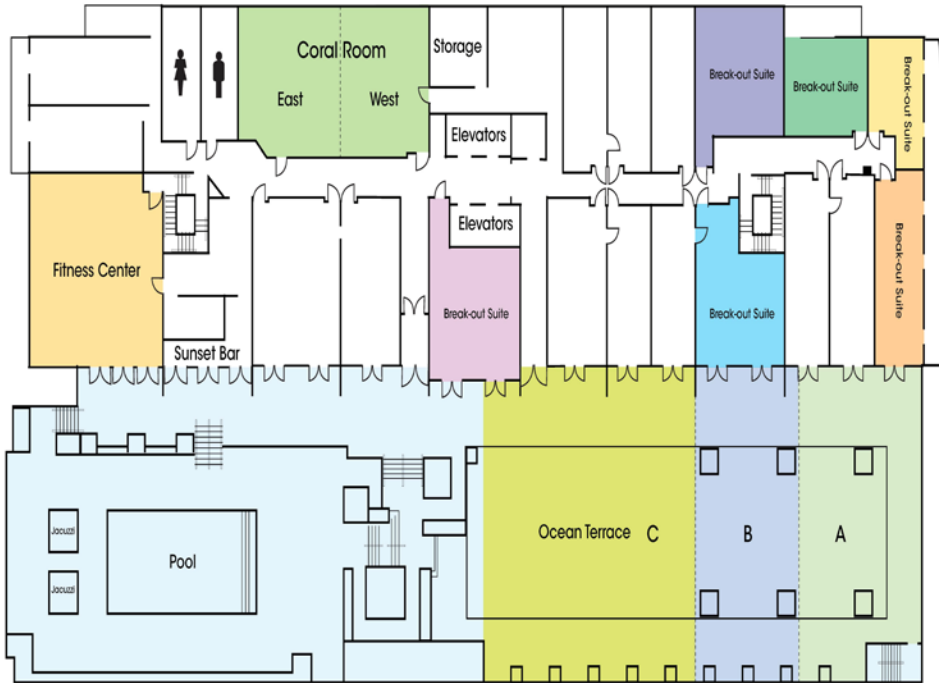 Coral Room
East
West
Storage
Elevators
Break-out Suite
Break-out Suite
Break-out Suite
Elevators
Fitness Center
Break-out Suite
Break-out Suite
Break-out Suite
Sunset Bar
Jacuzzi
Jacuzzi
Pool
Ocean Terrace C
B
A